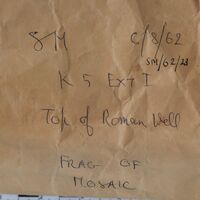 SM C/8/62
SM/62/23
K 5 EXT I
Top of Roman Well
FRAG OF
MOSAIC